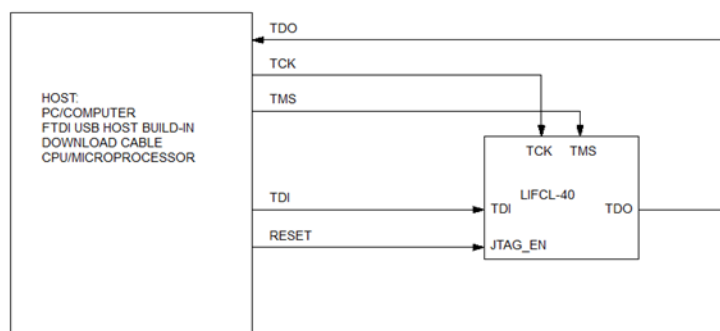 TDO
TCK
HOST:
PC/COMPUTER
TMS
FTDI USB HOST BUILD-IN
DOWNLOAD CABLE
CPU/MICROPROCESSOR
TCK TMS
LIFCL-40
TDI
TDI
TDO
RESET
JTAG_EN